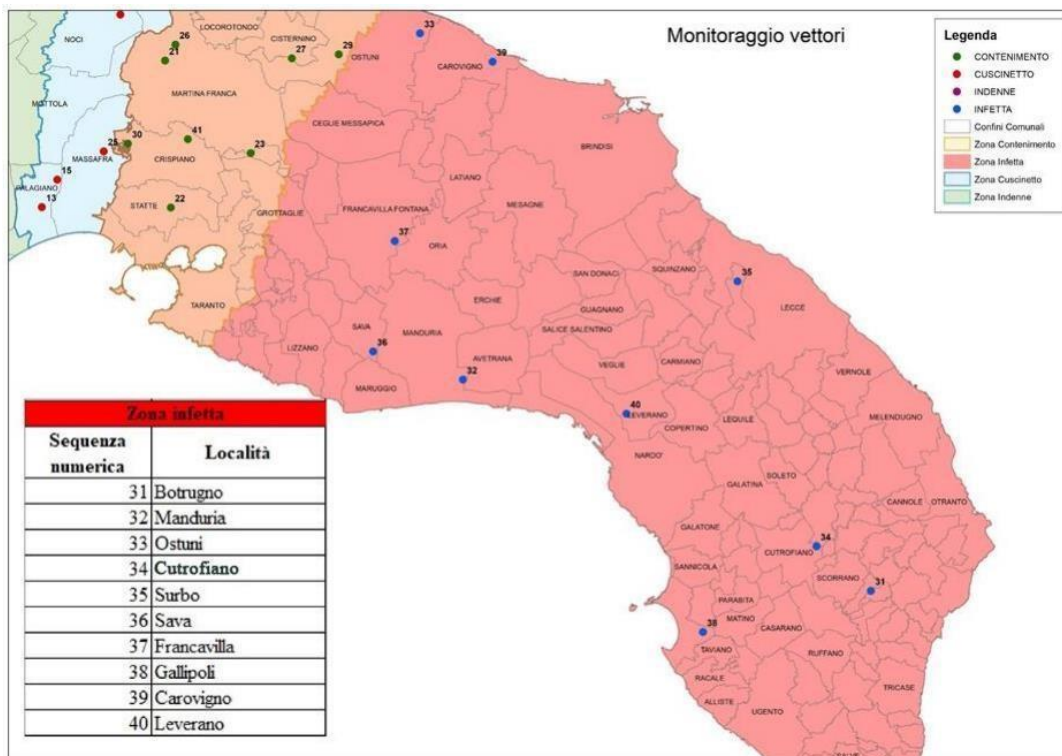 Monitoraggio vettori
Legenda
CONTENIMENTO
CUSCINETTO
INDENNE
INFETTA
Confini Comunali
Zona Contenimento
Zona Infetta
Zona Cuscinetto
Zona Indenne
NOCI
LOCOROTONDO
CISTERNINO
26
21
27
29
OSTUNI
33
39
CAROVIGNO
MARTINA FRANCA
MOTTOLA
CEGLIE MESSAPICA
BRINDISI
25
30
41
23
MASSAFRA
CRISPIANO
15
PALAGIANO
13
STATTE
22
LATIANO
MESAGNE
GROTTAGLIE
FRANCAVILLA FONTANA
37
ORIA
TARANTO
SAN DONACI
SQUINZANO
35
LECCE
ERCHIE
GUAGNANO
SAVA
MANDURIA
SALICE SALENTINO
36
LIZZANO
AVETRANA
VEGLIE
CARMIANO
32
MARUGGIO
VERNOLE
40
LEVERANO
COPERTINO
LEQUILE
MELENDUGNO
NARDO'
SOLETO
GALATINA
CANNOLE
OTRANTO
GALATONE
34
CUTROFIANO
SANNICOLA
SCORRANO
31
PARABITA
38
MATINO
CASARANO
TAVIANO
RUFFANO
RACALE
ALLISTE
UGENTO
TRICASE
Zona infetta
Sequenza numerica Località
31 Botrugno
32 Manduria
33 Ostuni
34 Cutrofiano
35 Surbo
36 Sava
37 Francavilla
38 Gallipoli
39 Carovigno
40 Leverano